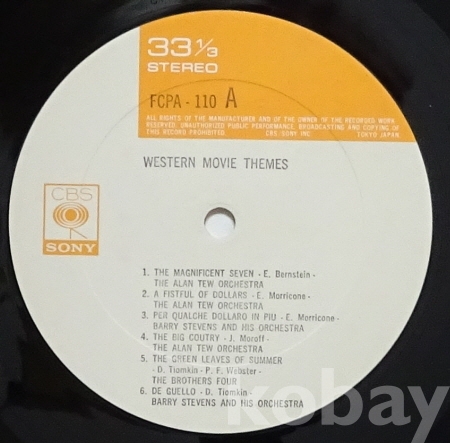 33 1/3
STEREO
FCPA - 110 A
ALL RIGHTS OF THE MANUFACTURER AND OF THE OWNER OF THE RECORDED WORK
RESERVED. UNAUTHORIZED PUBLIC PERFORMANCE, BROADCASTING AND COPYING OF
THIS RECORD PROHIBITED CBS/SONY INC. TOKYO JAPAN
WESTERN MOVIE THEMES
CBS
SONY
1. THE MAGNIFICENT SEVEN - E. Bernstein -
THE ALAN TEW ORCHESTRA
2. A FISTFUL OF DOLLARS - E. Morricone -
THE ALAN TEW ORCHESTRA
3. PER QUALCHE DOLLARO IN PIU - E. Morricone -
BARRY STEVENS AND HIS ORCHESTRA
4. THE BIG COUTRY - J. Moroff -
THE ALAN TEW ORCHESTRA
5. THE GREEN LEAVES OF SUMMER
- D. Tiomkin - P. F. Webster -
THE BROTHERS FOUR
6. DE GUELLO - D. Tiomkin -
BARRY STEVENS AND HIS ORCHESTRA
kobay